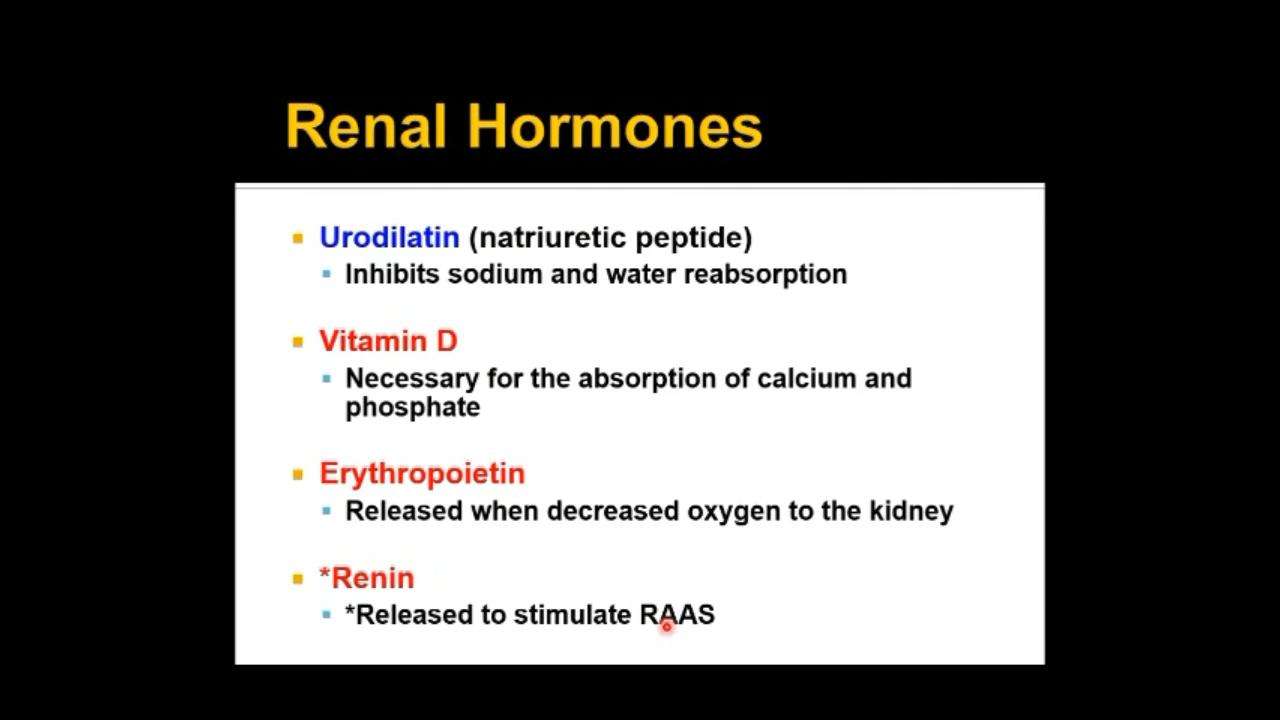 Renal Hormones
Urodilatin (natriuretic peptide)
Inhibits sodium and water reabsorption
Vitamin D
Necessary for the absorption of calcium and
phosphate
Erythropoietin
Released when decreased oxygen to the kidney
*Renin
*Released to stimulate RAAS